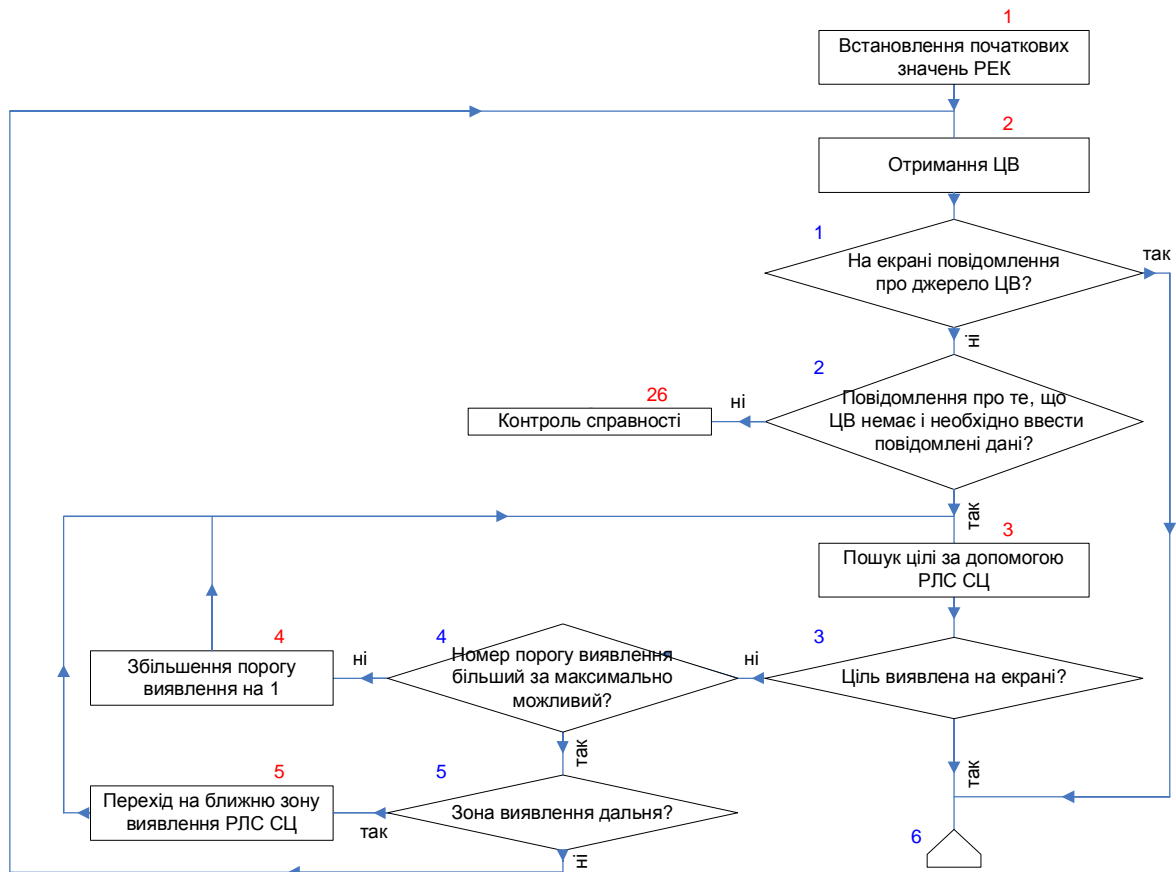 1
Встановлення початкових
значень РЕК
2
Отримання ЦВ
1
На екрані повідомлення
про джерело ЦВ?
так
ні
2
Повідомлення про те, що
ЦВ немає і необхідно ввести
повідомлені дані?
ні
26
Контроль справності
так
3
Пошук цілі за допомогою
РЛС СЦ
3
Ціль виявлена на екрані?
ні
4
Номер порогу виявлення
більший за максимально
можливий?
ні
4
Збільшення порогу
виявлення на 1
так
так
5
Зона виявлення дальня?
так
5
Перехід на ближню зону
виявлення РЛС СЦ
ні
6